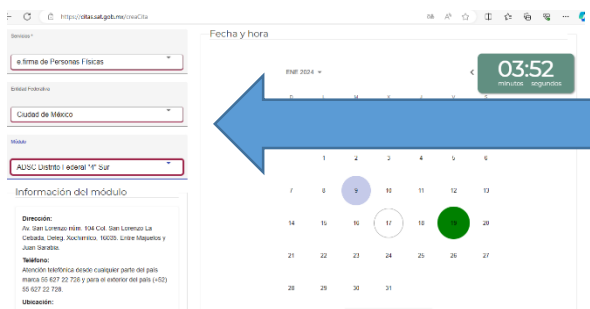 https://citas.sat.gob.mx/creaCita
Servicios *
e.firma de Personas Físicas
Entidad Federativa
Ciudad de México
Módulo
ADSC Distrito Federal "4" Sur
Información del módulo
Dirección:
Av. San Lorenzo núm. 104 Col. San Lorenzo La
Cebada, Deleg. Xochimilco, 16035. Entre Majuelos y
Juan Sarabia.
Teléfono:
Atención telefónica desde cualquier parte del país
marca 55 627 22 728 y para el exterior del país (+52)
55 627 22 728.
Ubicación:
Fecha y hora
ENE 2024
03:52
minutos segundos
1 2 3 4 5 6
7 8 9 10 11 12 13
14 15 16 17 18 19 20
21 22 23 24 25 26 27
28 29 30 31